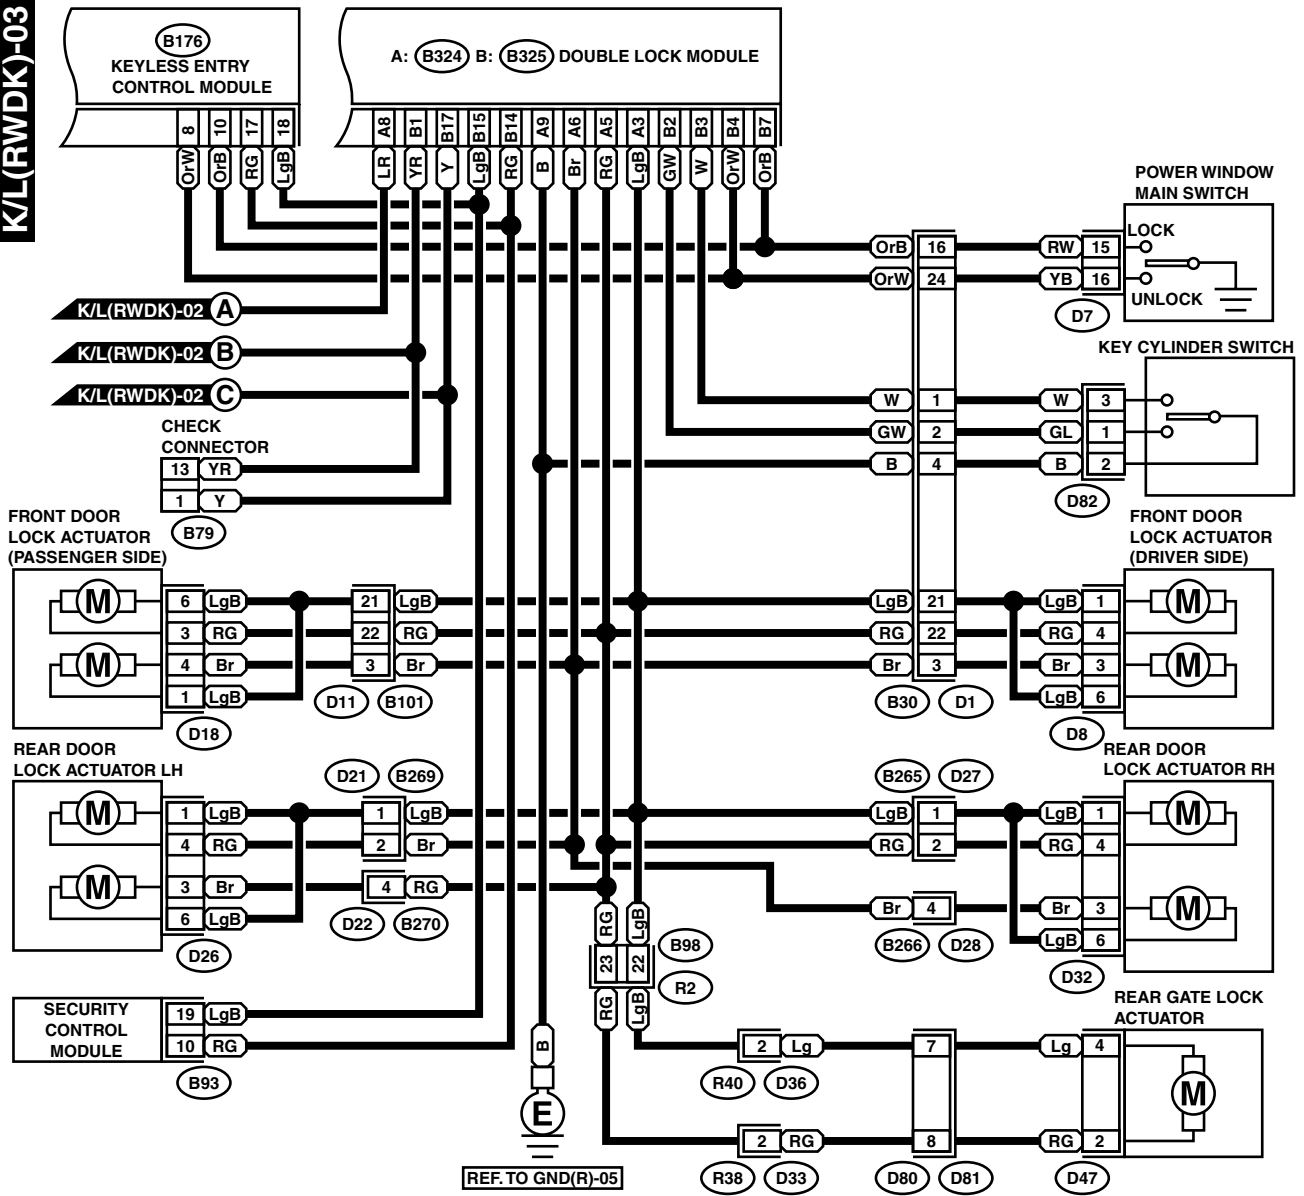 K/L(RWDK)-03
B176
KEYLESS ENTRY
CONTROL MODULE
A: B324 B: B325 DOUBLE LOCK MODULE
8 10 17 18
A8 B1 B17 B15 B14 A9 A6 A5 A3 B2 B3 B4 B7
OrW OrB RG LgB
LR YR Y LgB RG B Br RG LgB GW W OrW OrB
POWER WINDOW
MAIN SWITCH
LOCK
OrB 16 RW 15
OrW 24 YB 16
UNLOCK
D7
K/L(RWDK)-02 A
K/L(RWDK)-02 B
K/L(RWDK)-02 C
KEY CYLINDER SWITCH
W 1 W 3
GW 2 GL 1
B 4 B 2
D82
CHECK
CONNECTOR
13 YR
1 Y
B79
FRONT DOOR
LOCK ACTUATOR
(PASSENGER SIDE)
FRONT DOOR
LOCK ACTUATOR
(DRIVER SIDE)
M 6 LgB 21 LgB LgB 21 LgB 1 M
3 RG 22 RG RG 22 RG 4
M 4 Br 3 Br Br 3 Br 3 M
1 LgB LgB 6
D18 D11 B101 B30 D1 D8
REAR DOOR
LOCK ACTUATOR LH
D21 B269 B265 D27
REAR DOOR
LOCK ACTUATOR RH
M 1 LgB 1 LgB LgB 1 LgB 1 M
4 RG 2 Br RG 2 RG 4
M 3 Br 4 RG Br 4 Br 3 M
6 LgB LgB 6
D26 D22 B270 B266 D28 D32
RG LgB
23 22
B98
R2
RG LgB
SECURITY
CONTROL
MODULE
19 LgB
10 RG
B93
B
E
REF. TO GND(R)-05
REAR GATE LOCK
ACTUATOR
2 Lg 7 Lg 4
R40 D36
M
2 RG 8 RG 2
R38 D33 D80 D81 D47